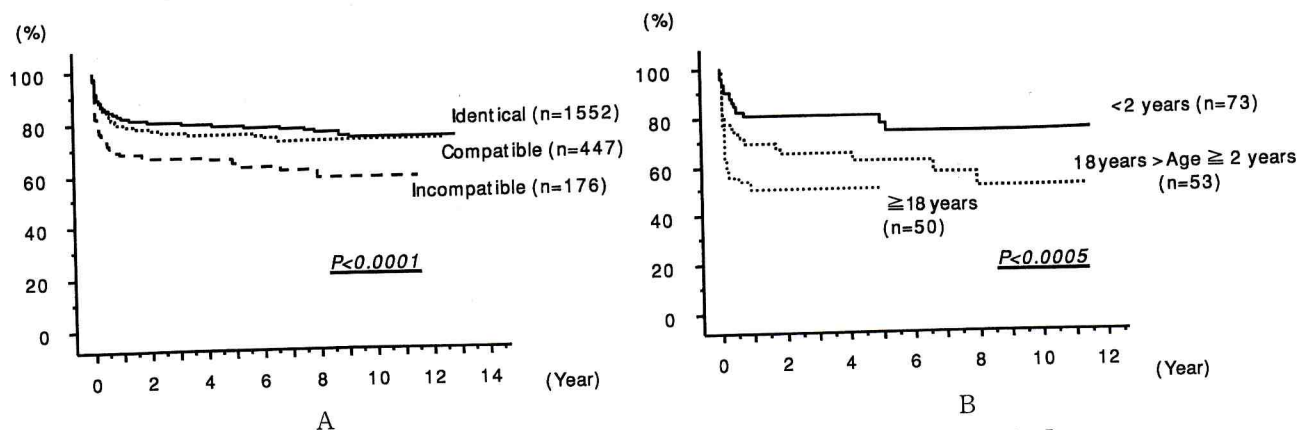 (%)
100
80
60
40
20
0
Identical (n=1552)
Compatible (n=447)
Incompatible (n=176)
P<0.0001
0 2 4 6 8 10 12 14 (Year)
A
(%)
100
80
60
40
20
0
<2 years (n=73)
18years >Age ≧ 2 years
(n=53)
≧18 years
(n=50)
P<0.0005
0 2 4 6 8 10 12 (Year)
B